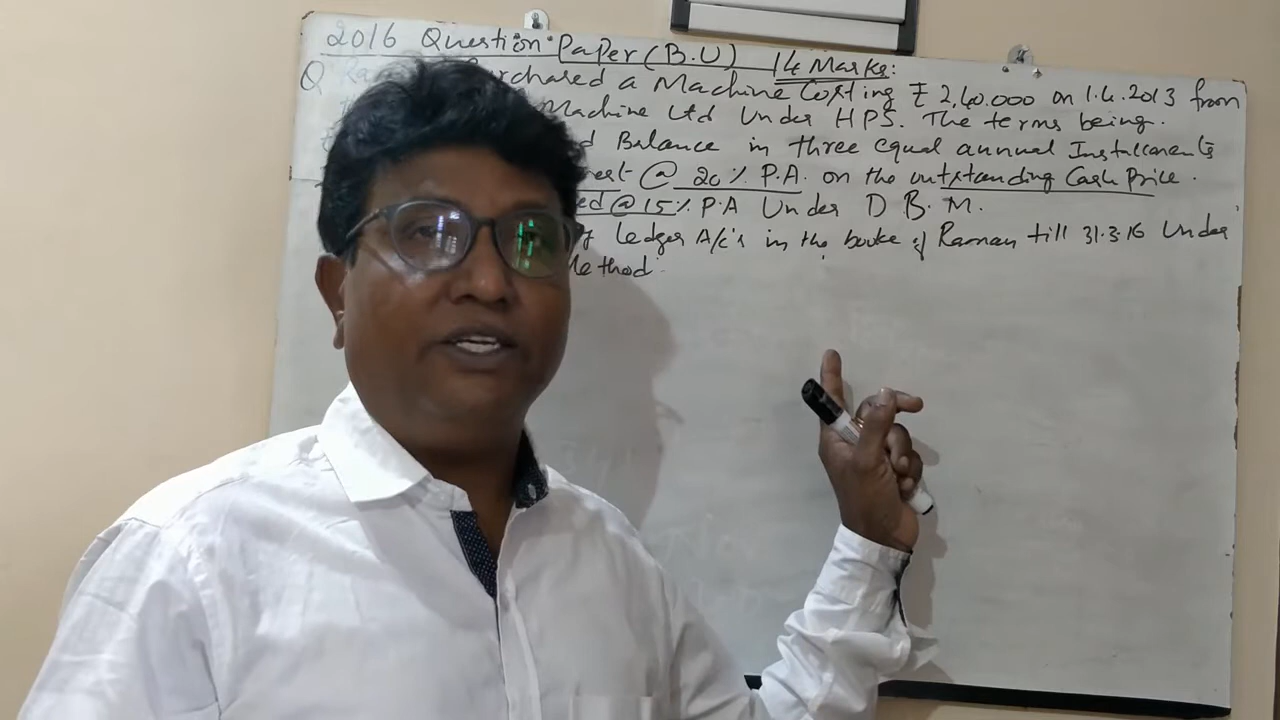 2016 Question Paper (B.U) 14 Marks:
Q Purchased a Machine Costing ₹ 2,40,000 on 1.4.2013 from
Machine Ltd Under HPS. The terms being.
Balance in three equal annual Installments
@ 20% P.A. on the outstanding Cash Price.
@ 15% P.A Under D B. M.
ledger A/c's in the books of Raman till 31.3.16 Under
Method.